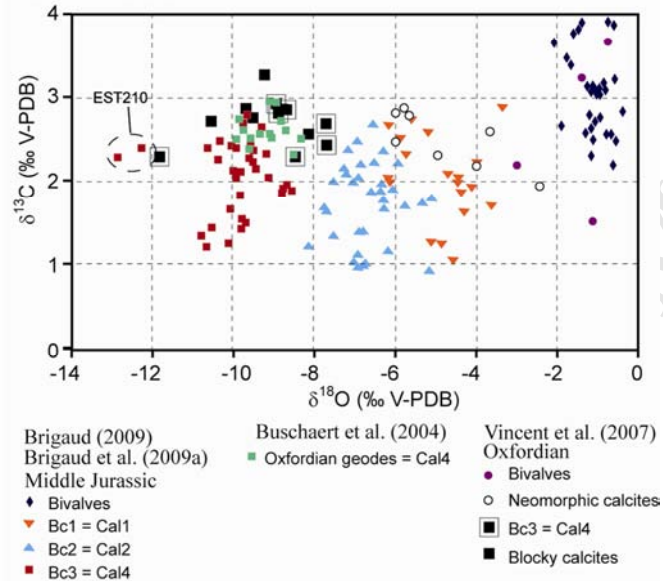 4
3
2
1
0
δ13C (‰ V-PDB)
EST210
-14 -12 -10 -8 -6 -4 -2 0
δ18O (‰ V-PDB)
Brigaud (2009)
Brigaud et al. (2009a)
Middle Jurassic
Bivalves
Bc1 = Cal1
Bc2 = Cal2
Bc3 = Cal4
Buschaert et al. (2004)
Oxfordian geodes = Cal4
Vincent et al. (2007)
Oxfordian
Bivalves
Neomorphic calcites
Bc3 = Cal4
Blocky calcites